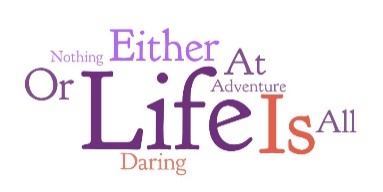 Nothing Either At
Or Life Adventure Is All
Daring